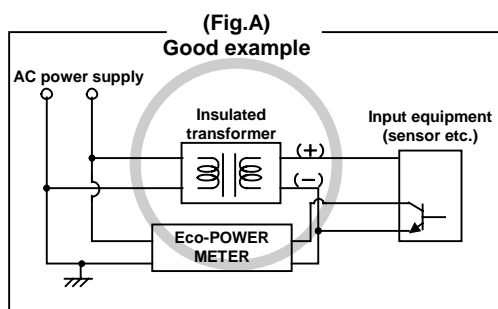 (Fig.A)
Good example
AC power supply
Insulated
transformer
Input equipment
(sensor etc.)
(+)
(−)
Eco-POWER
METER